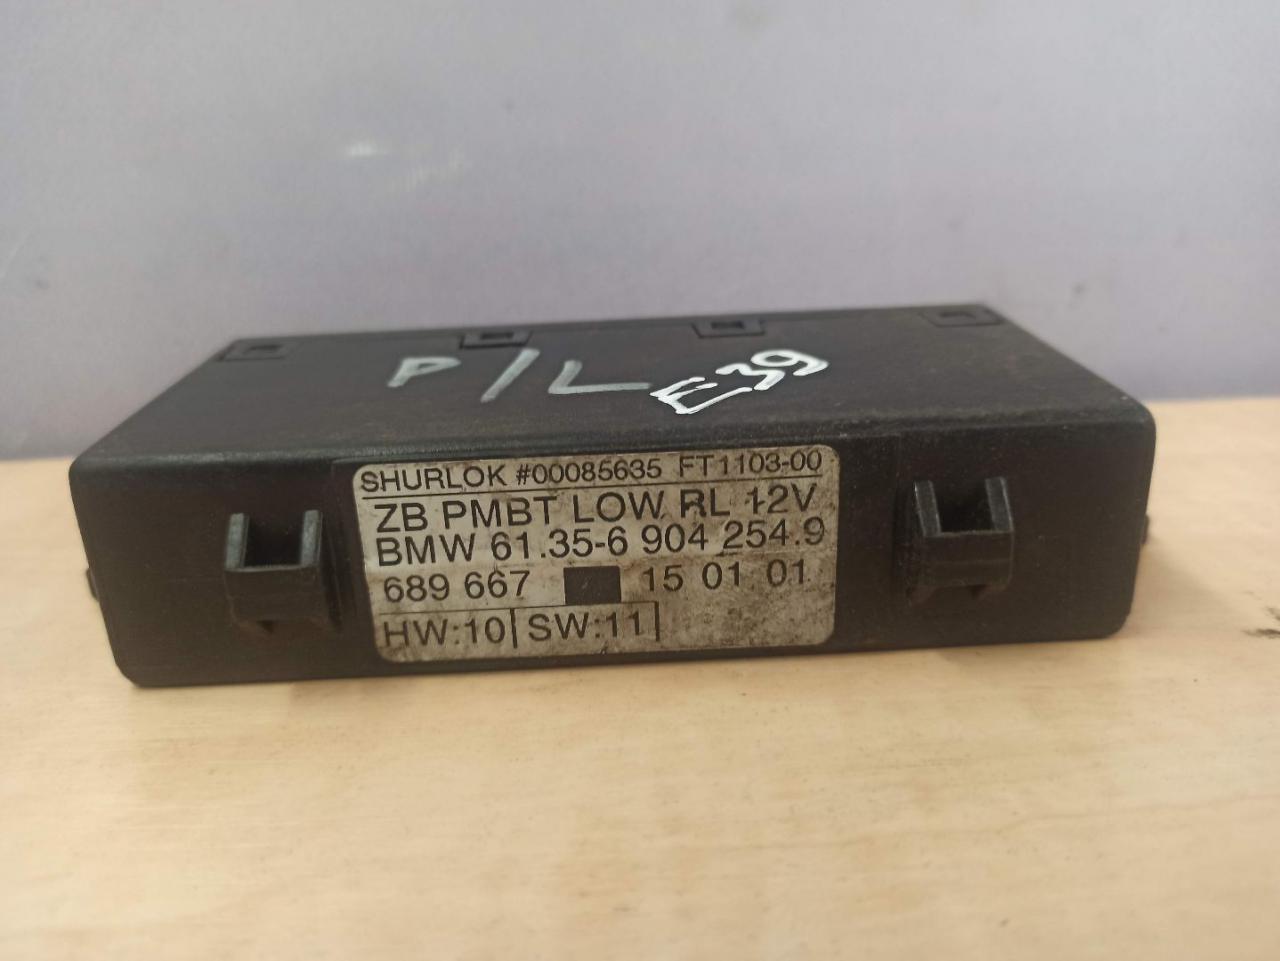 P/L E39
SHURLOK #00085635 FT1103-00
ZB PMBT LOW RL 12V
BMW 61.35-6 904 254.9
689 667 15 01 01
HW:10 SW:11